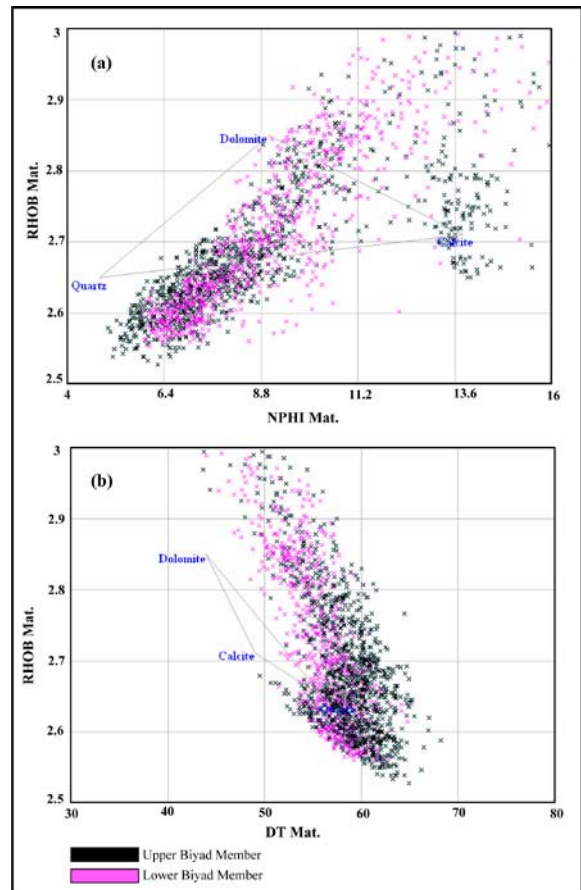 (a)
3
2.9
2.8
2.7
2.6
2.5
RHOB Mat.
Dolomite
Calcite
Quartz
4 6.4 8.8 11.2 13.6 16
NPHI Mat.
(b)
3
2.9
2.8
2.7
2.6
2.5
RHOB Mat.
Dolomite
Calcite
30 40 50 60 70 80
DT Mat.
Upper Biyad Member
Lower Biyad Member